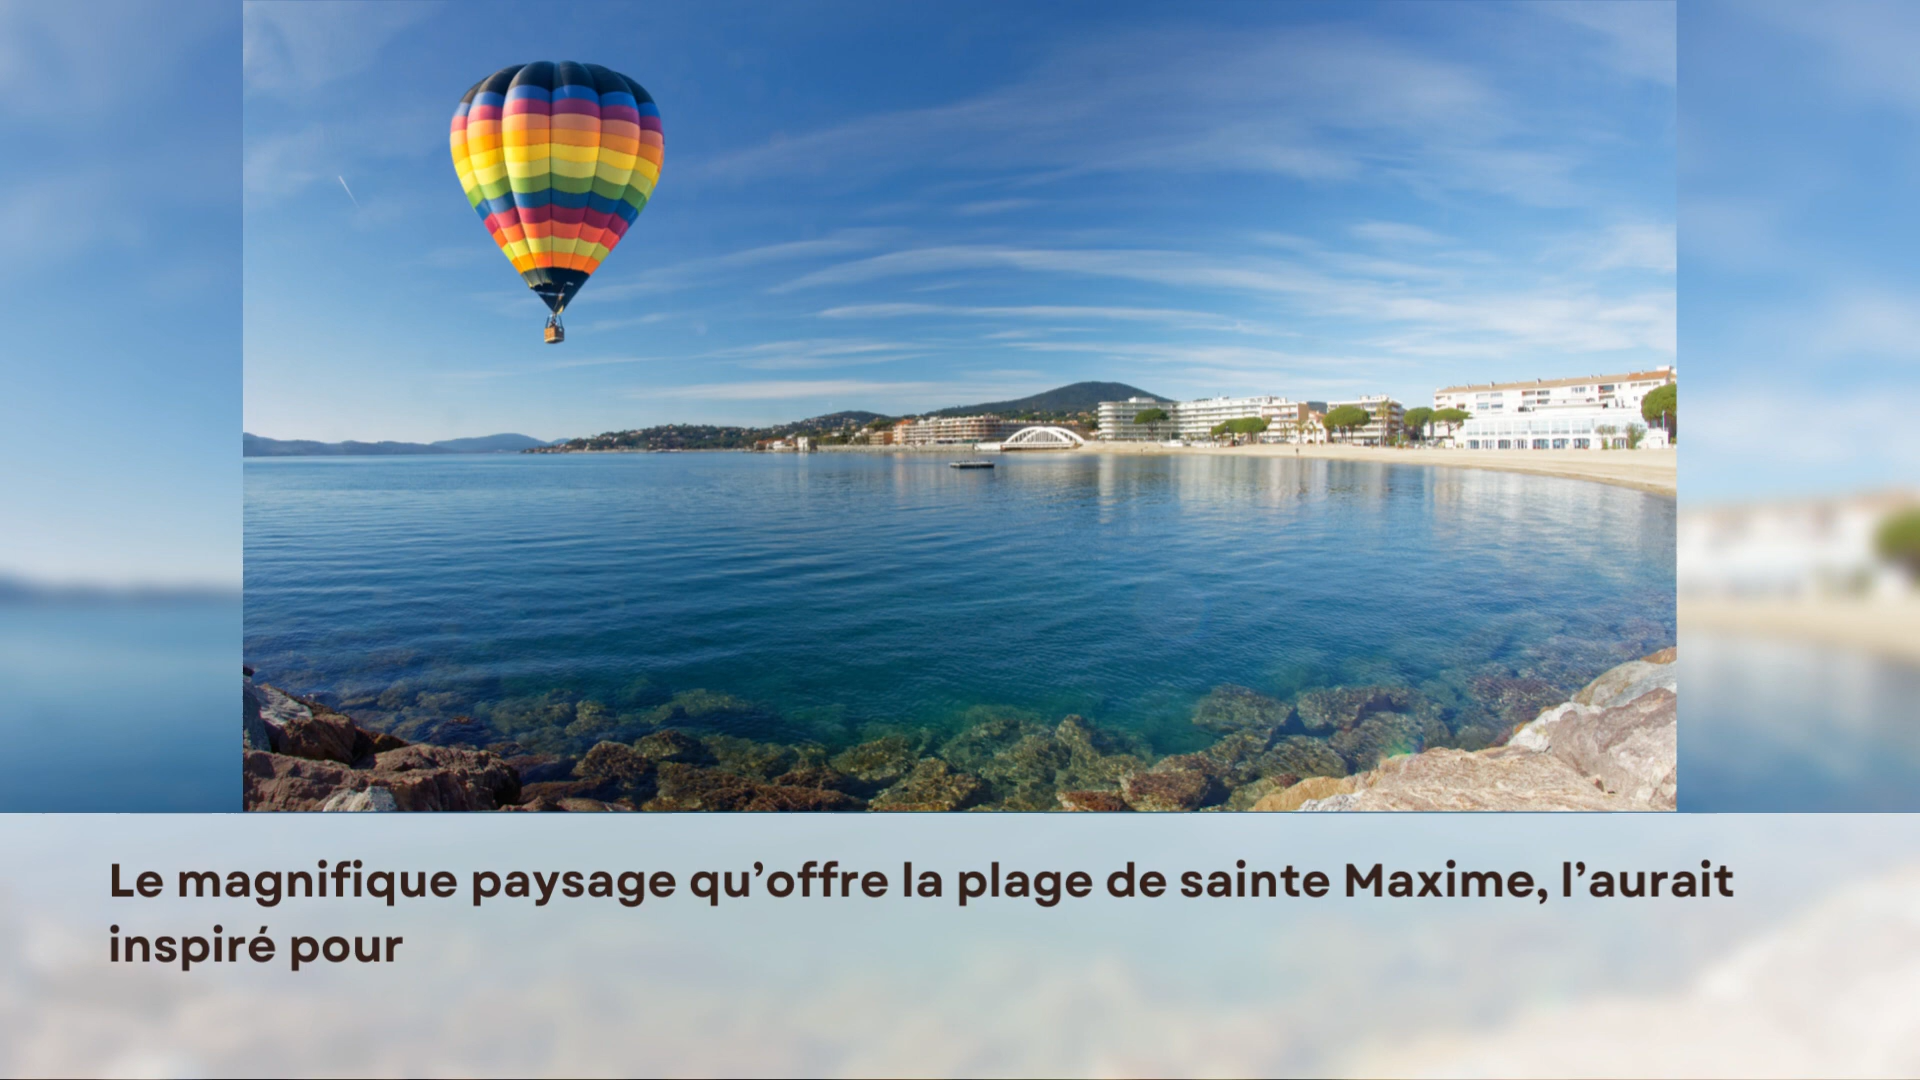 Le magnifique paysage qu’offre la plage de sainte Maxime, l’aurait
inspiré pour